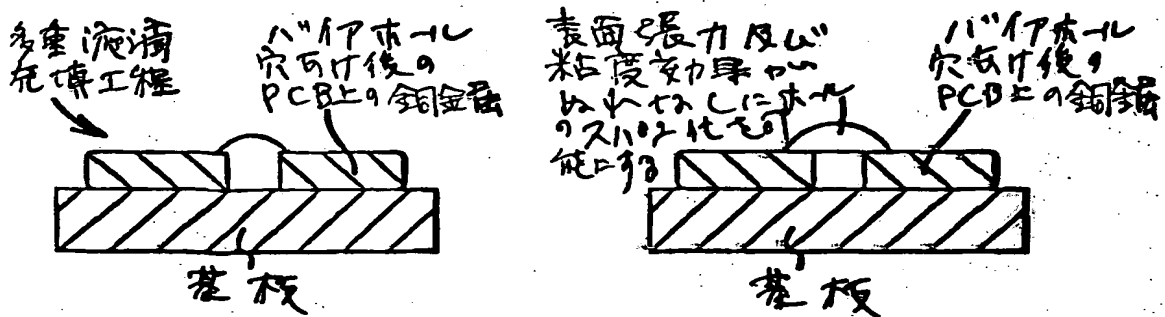 多重液滴
充填工程
バイアホール
穴あけ後の
PCB上の銅金属
基板
表面張力及び
粘度効果が
ぬれなしにホール
のスパン化を可
能にする
バイアホール
穴あけ後の
PCB上の銅金属
基板